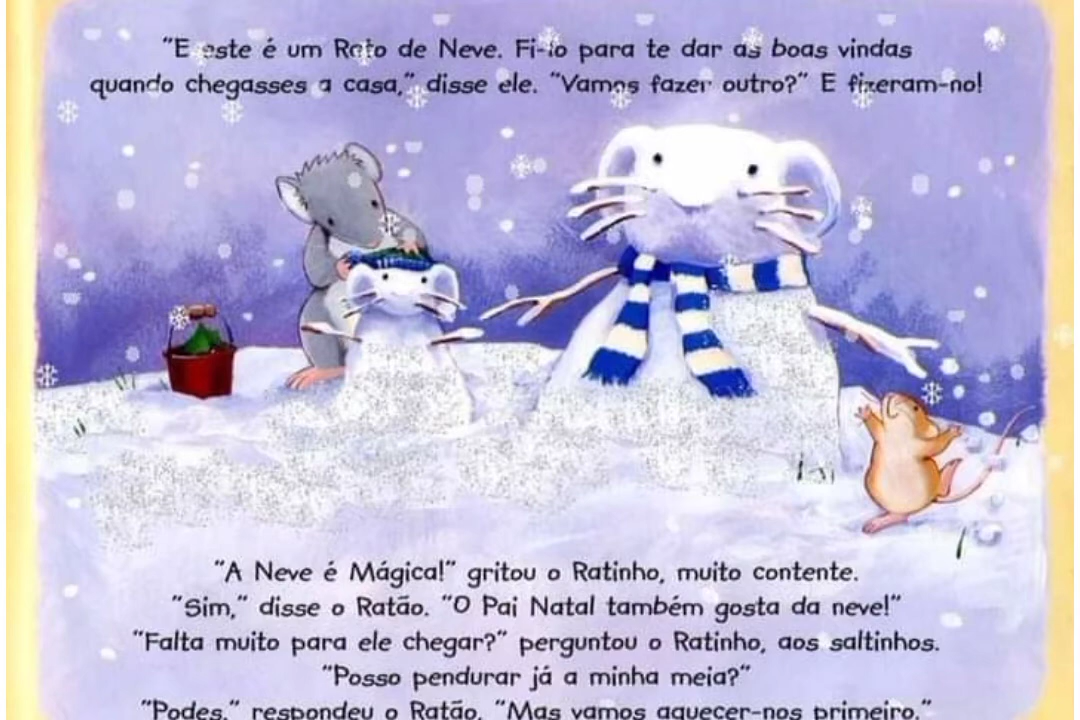 "E este é um Rato de Neve. Fi-lo para te dar as boas vindas
quando chegasses a casa," disse ele. "Vamos fazer outro?" E fizeram-no!
"A Neve é Mágica!" gritou o Ratinho, muito contente.
"Sim," disse o Ratão. "O Pai Natal também gosta da neve!"
"Falta muito para ele chegar?" perguntou o Ratinho, aos saltinhos.
"Posso pendurar já a minha meia?"
"Podes," respondeu o Ratão. "Mas vamos aquecer-nos primeiro."